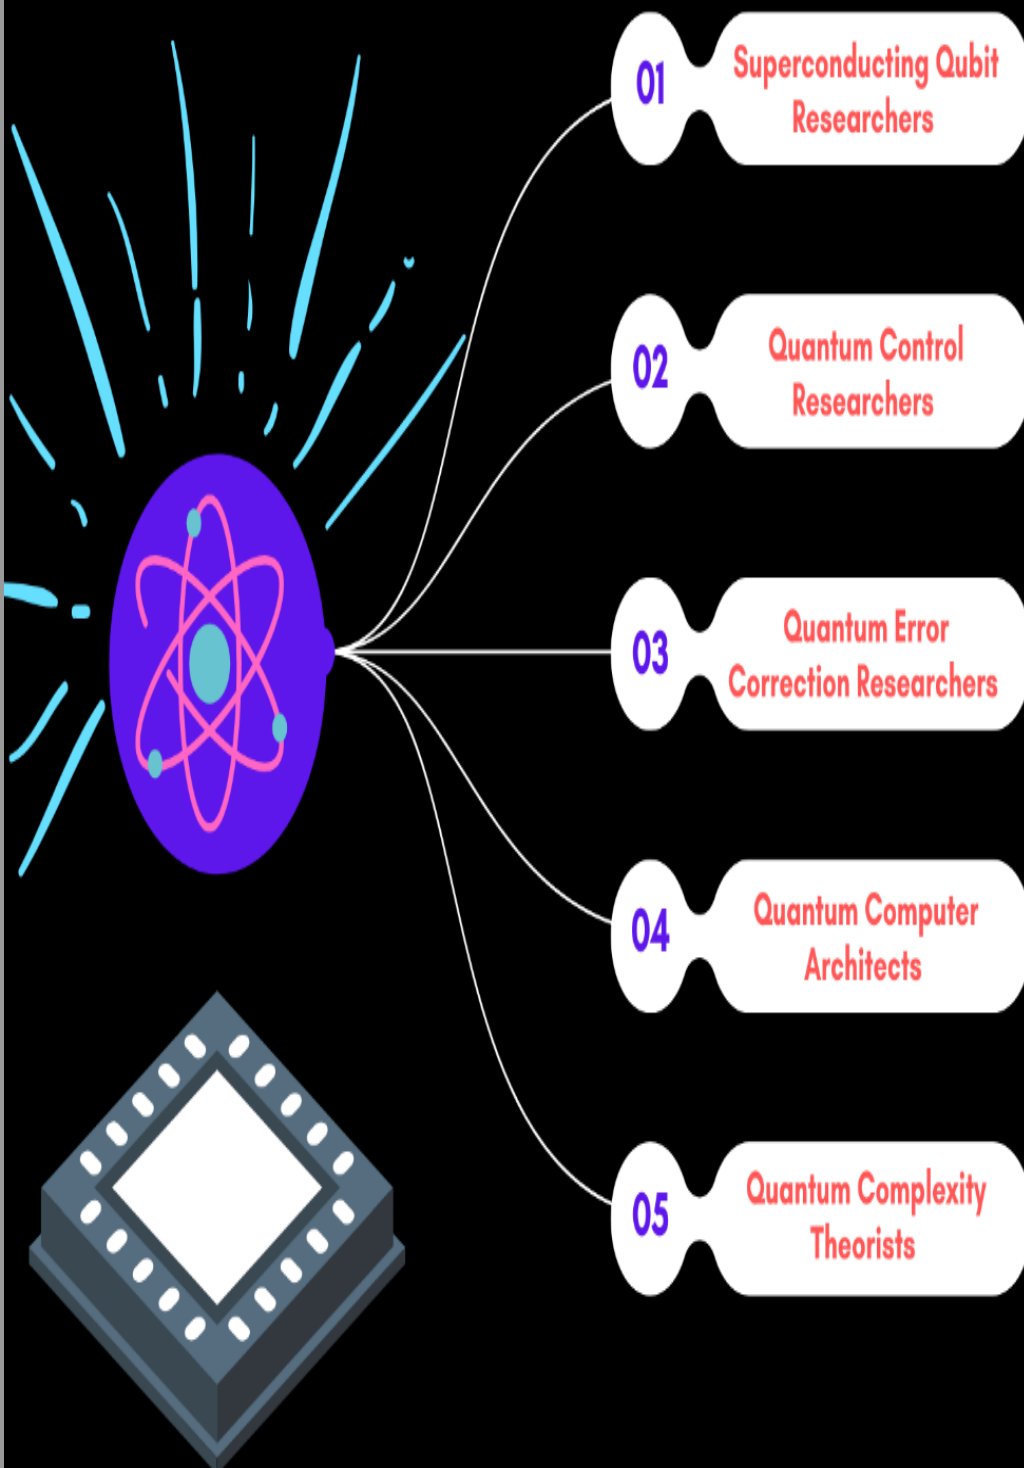 01
Superconducting Qubit
Researchers
02
Quantum Control
Researchers
03
Quantum Error
Correction Researchers
04
Quantum Computer
Architects
05
Quantum Complexity
Theorists